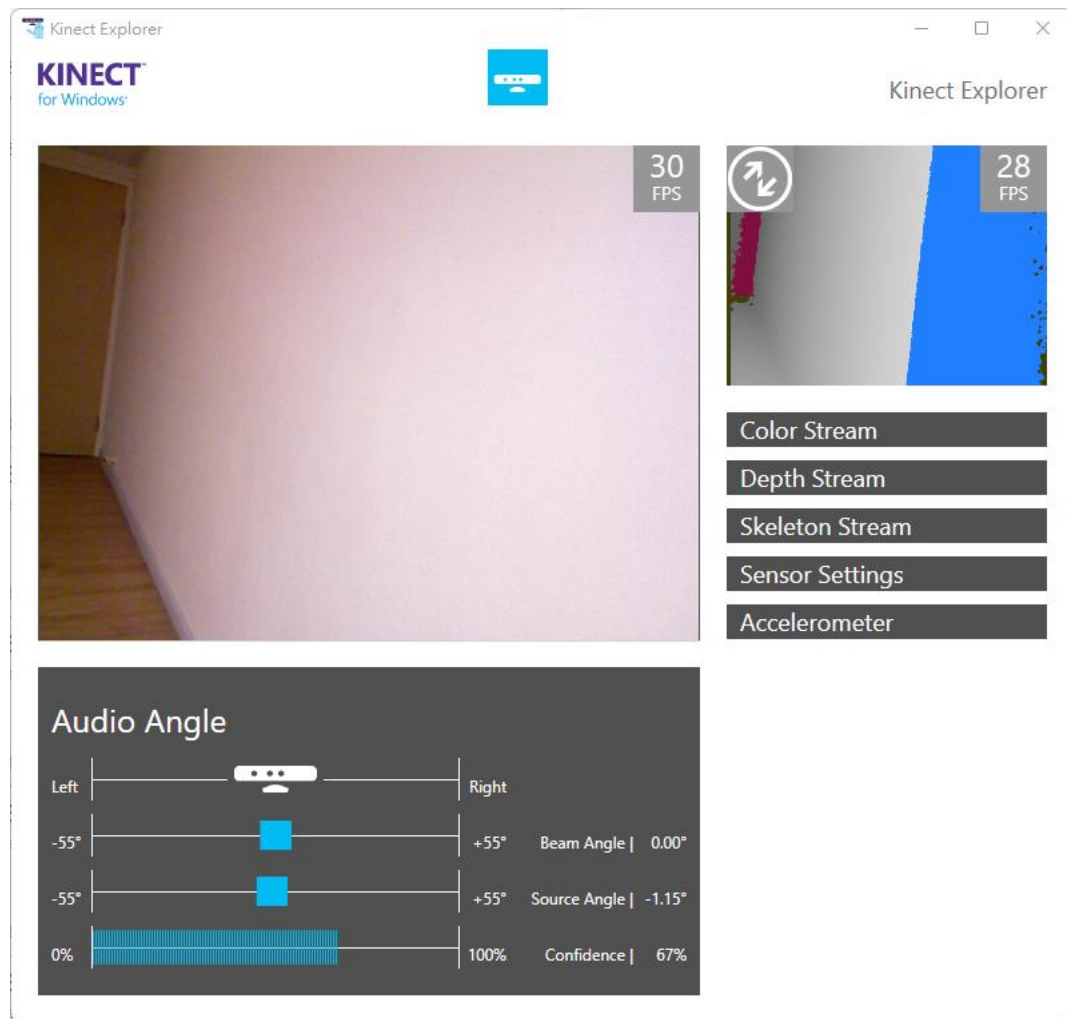 Kinect Explorer
KINECT™
for Windows®
Kinect Explorer
30
FPS
28
FPS
Color Stream
Depth Stream
Skeleton Stream
Sensor Settings
Accelerometer
Audio Angle
Left Right
-55° +55° Beam Angle | 0.00°
-55° +55° Source Angle | -1.15°
0% 100% Confidence | 67%